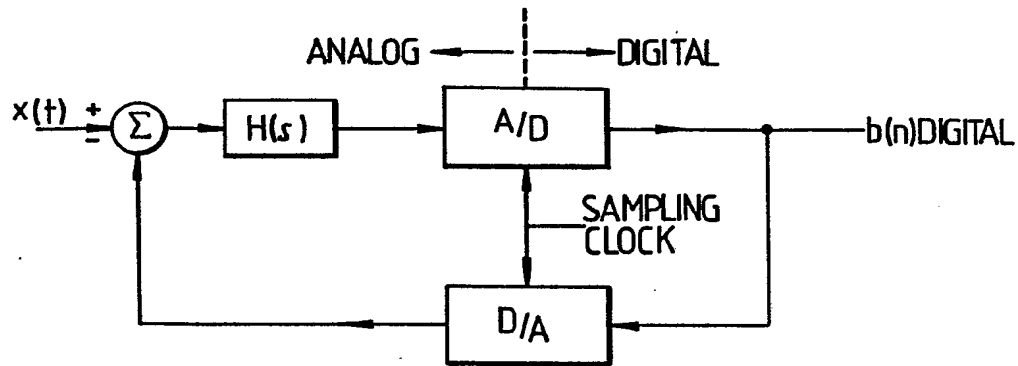 ANALOG DIGITAL
x(t) + - Σ H(s) A/D b(n)DIGITAL
SAMPLING
CLOCK
D/A